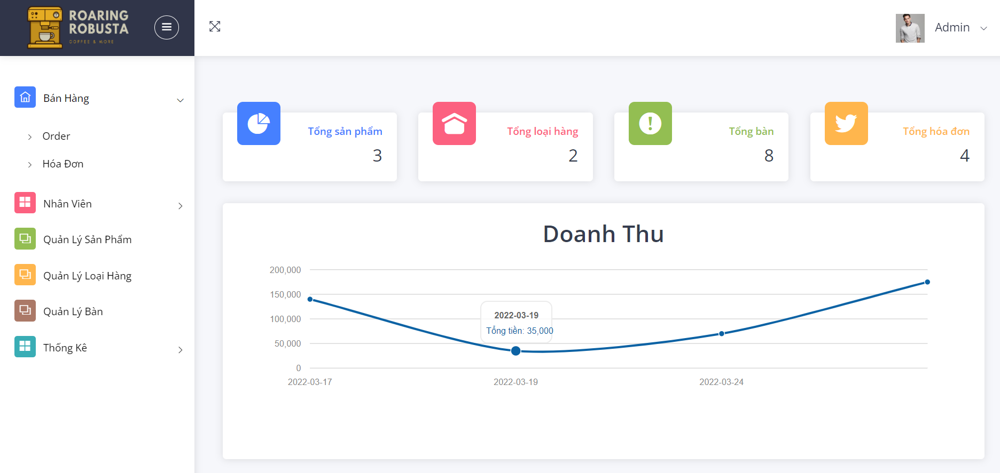 ROARING
ROBUSTA
COFFEE & MORE
Admin
Bán Hàng
Order
Hóa Đơn
Nhân Viên
Quản Lý Sản Phẩm
Quản Lý Loại Hàng
Quản Lý Bàn
Thống Kê
Tổng sản phẩm
3
Tổng loại hàng
2
Tổng bàn
8
Tổng hóa đơn
4
Doanh Thu
200,000
150,000
100,000
50,000
0
2022-03-19
Tổng tiền: 35,000
2022-03-17
2022-03-19
2022-03-24